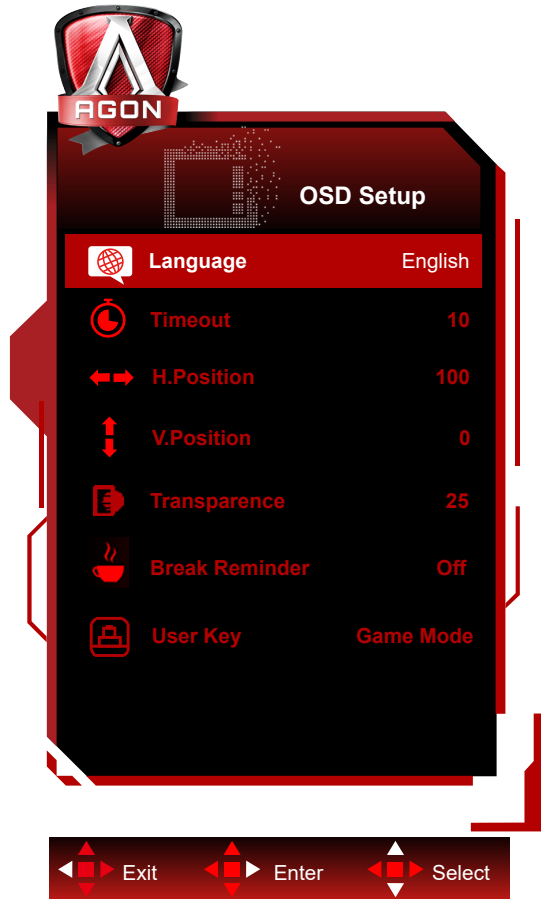 AGON
OSD Setup
Language English
Timeout 10
H.Position 100
V.Position 0
Transparence 25
Break Reminder Off
User Key Game Mode
Exit Enter Select